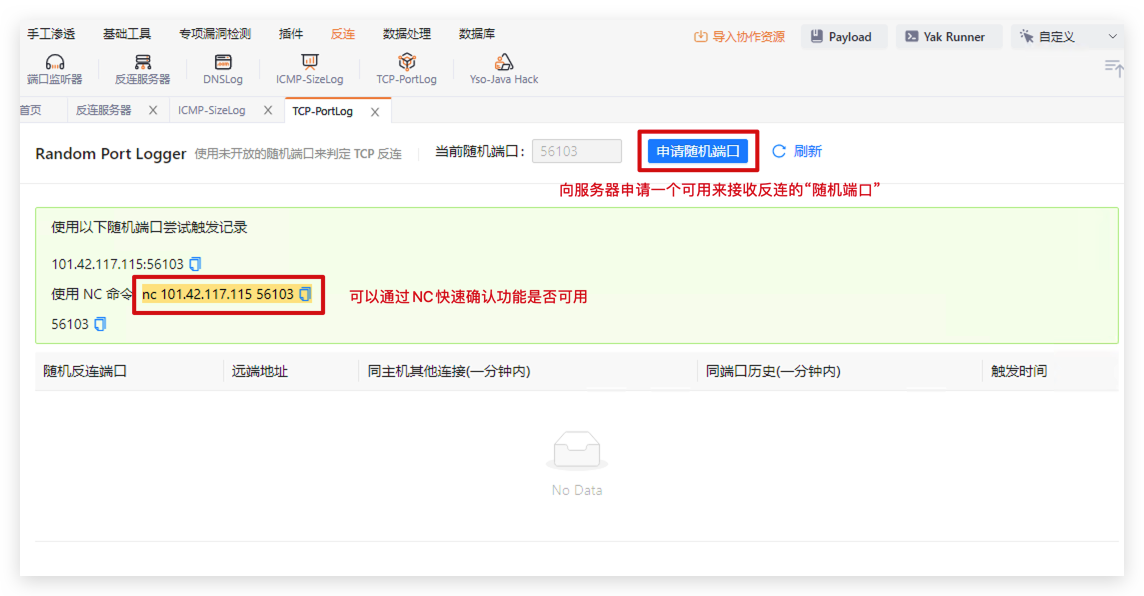 手工渗透 基础工具 专项漏洞检测 插件 反连 数据处理 数据库 导入协作资源 Payload Yak Runner 自定义
端口监听器 反连服务器 DNSLog ICMP-SizeLog TCP-PortLog Yso-Java Hack
首页 反连服务器 ICMP-SizeLog TCP-PortLog
Random Port Logger 使用未开放的随机端口来判定 TCP 反连 当前随机端口: 56103 申请随机端口 刷新
向服务器申请一个可用来接收反连的“随机端口”
使用以下随机端口尝试触发记录
101.42.117.115:56103
使用 NC 命令 nc 101.42.117.115 56103 可以通过NC快速确认功能是否可用
56103
随机反连端口 远端地址 同主机其他连接(一分钟内) 同端口历史(一分钟内) 触发时间
No Data